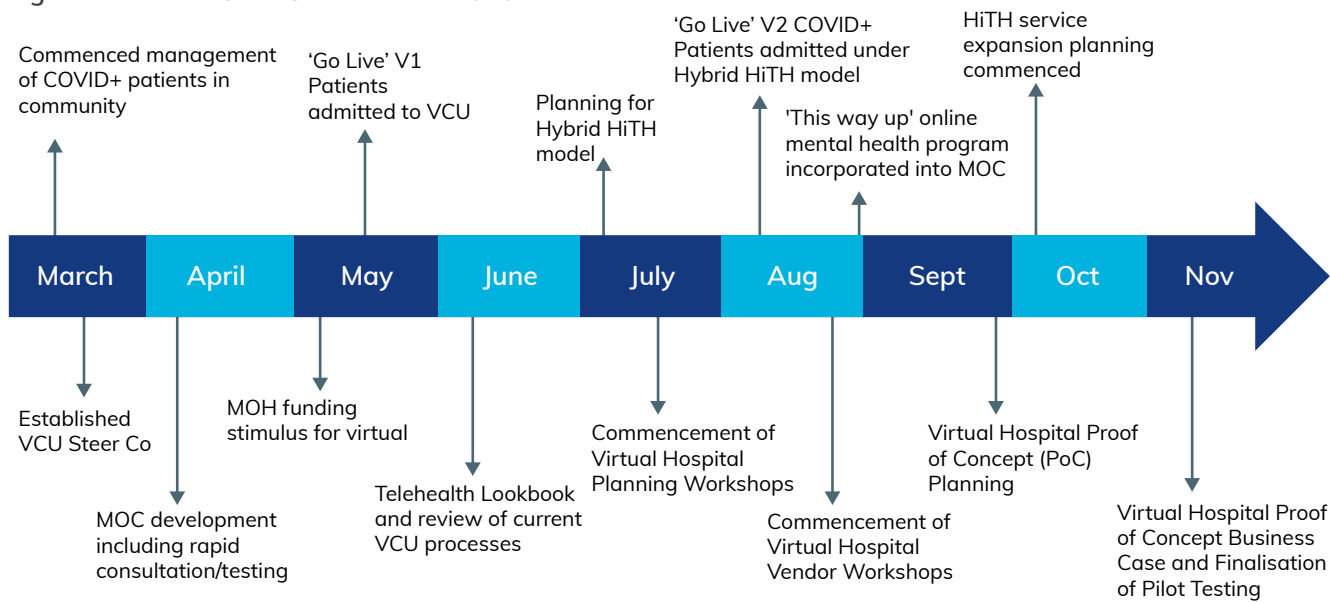 Commenced management
of COVID+ patients in
community
'Go Live' V1
Patients
admitted to VCU
Planning for
Hybrid HiTH
model
'Go Live' V2 COVID+
Patients admitted under
Hybrid HiTH model
'This way up' online
mental health program
incorporated into MOC
HiTH service
expansion planning
commenced
March
April
May
June
July
Aug
Sept
Oct
Nov
Established
VCU Steer Co
MOC development
including rapid
consultation/testing
MOH funding
stimulus for virtual
Telehealth Lookbook
and review of current
VCU processes
Commencement of
Virtual Hospital
Planning Workshops
Commencement of
Virtual Hospital
Vendor Workshops
Virtual Hospital Proof
of Concept (PoC)
Planning
Virtual Hospital Proof
of Concept Business
Case and Finalisation
of Pilot Testing